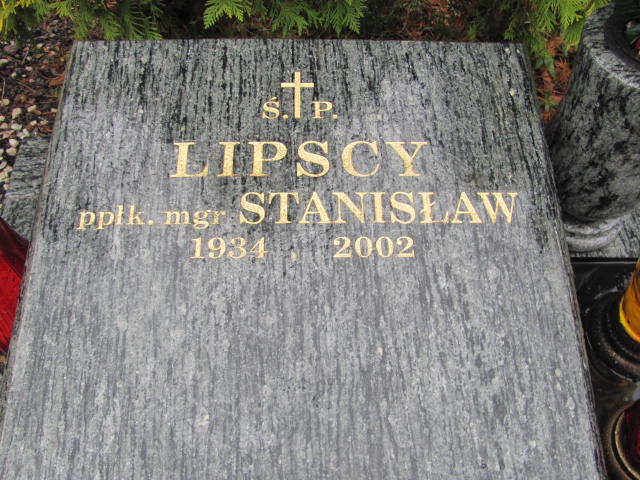 Ś. P.
LIPSCY
ppłk. mgr STANISŁAW
1934 , 2002